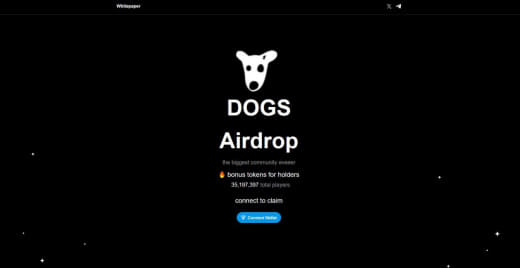 Whitepaper
DOGS
Airdrop
the biggest community eveeer
🔥 bonus tokens for holders
35,197,397 total players
connect to claim
Connect Wallet